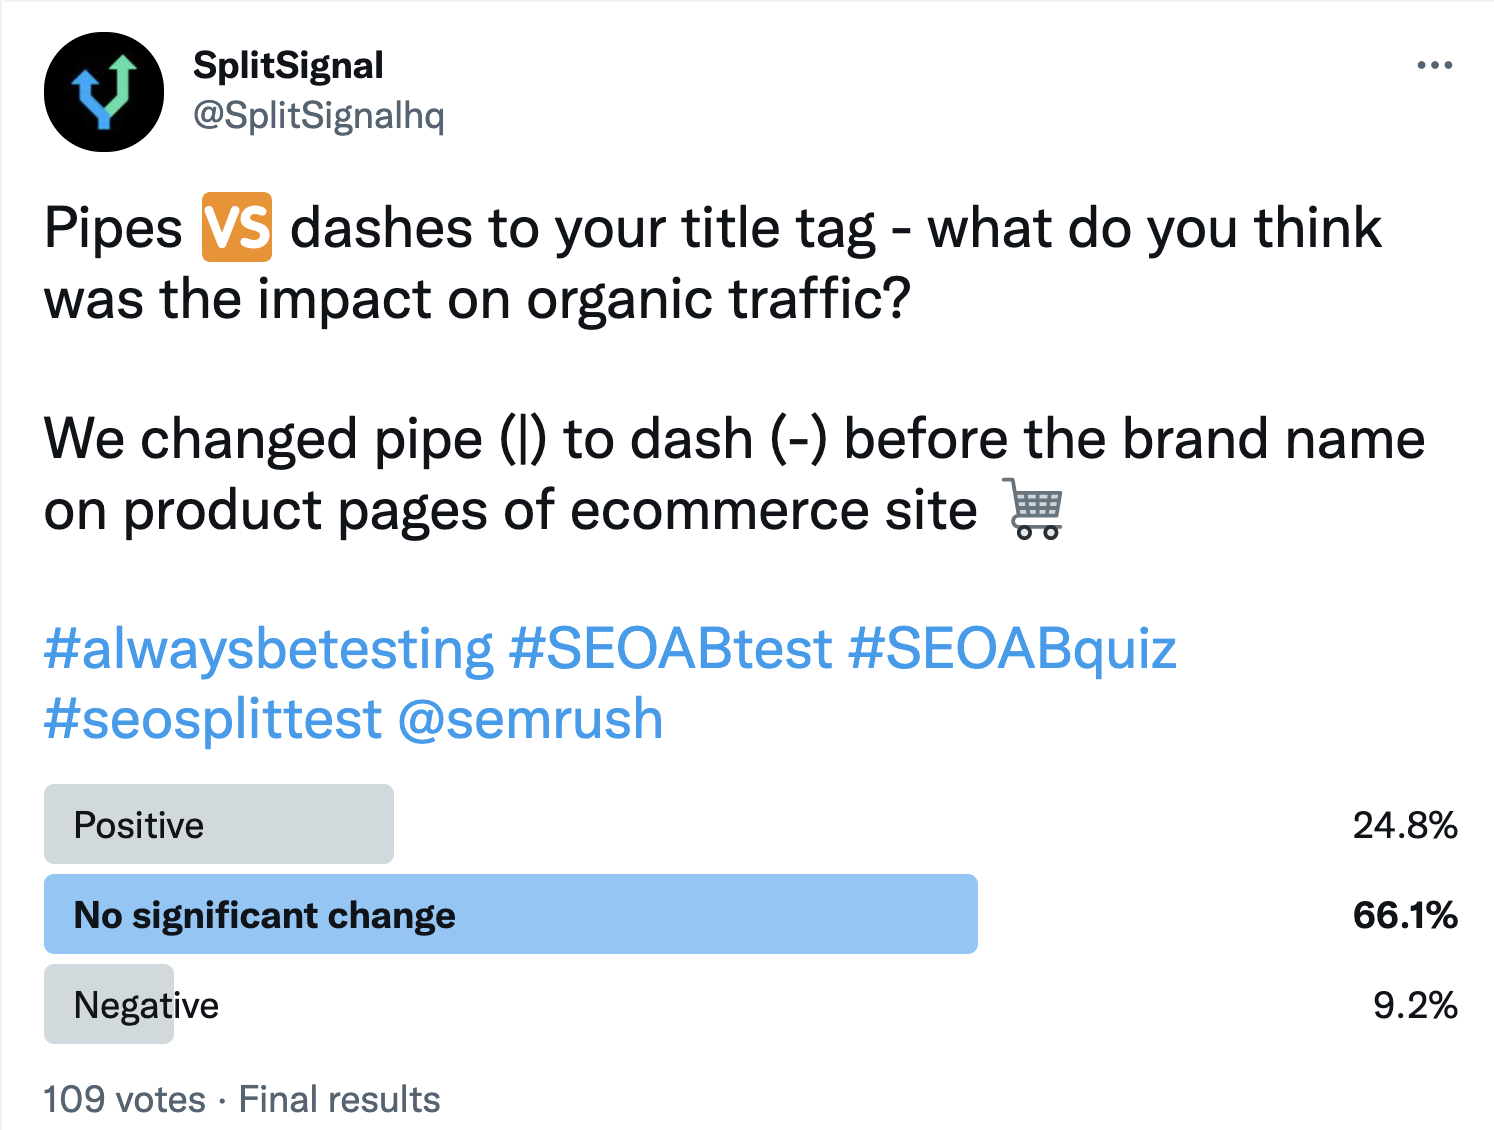 SplitSignal
@SplitSignalhq
Pipes 🆚 dashes to your title tag - what do you think
was the impact on organic traffic?
We changed pipe (|) to dash (-) before the brand name
on product pages of ecommerce site 🛒
#alwaysbetesting #SEOABtest #SEOABquiz
#seosplittest @semrush
Positive 24.8%
No significant change 66.1%
Negative 9.2%
109 votes · Final results